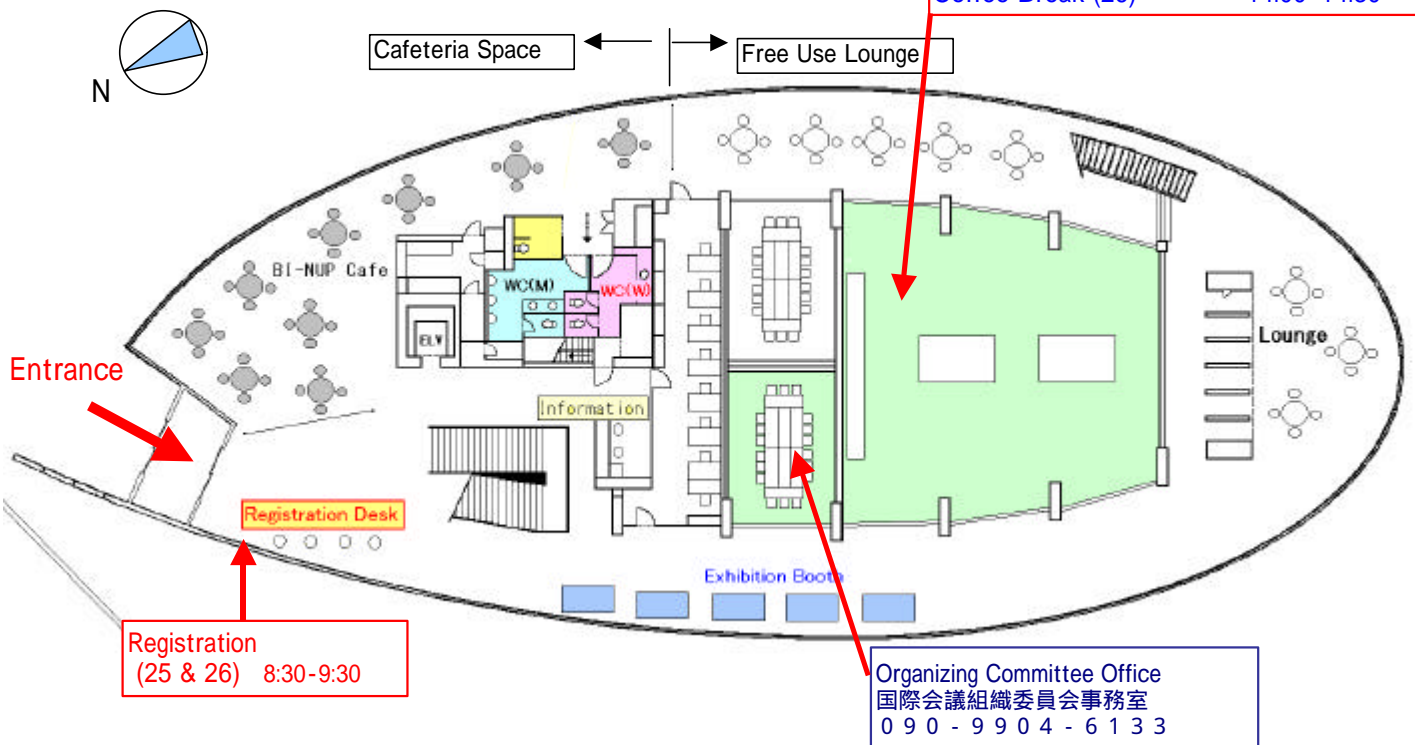 Coffee Break
Cafeteria Space
Free Use Lounge
N
BI-NUP Cafe
WC(M)
WC(W)
ELV
Lounge
Entrance
Information
Registration Desk
Exhibition Booth
Registration
(25 & 26) 8:30-9:30
Organizing Committee Office
国際会議組織委員会事務室
０９０-９９０４-６１３３